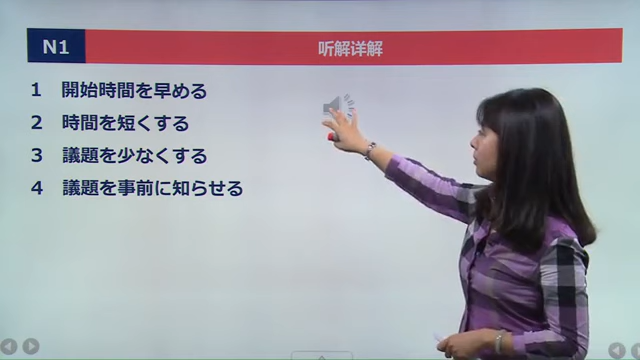 N1 听解详解
1 開始時間を早める
2 時間を短くする
3 議題を少なくする
4 議題を事前に知らせる